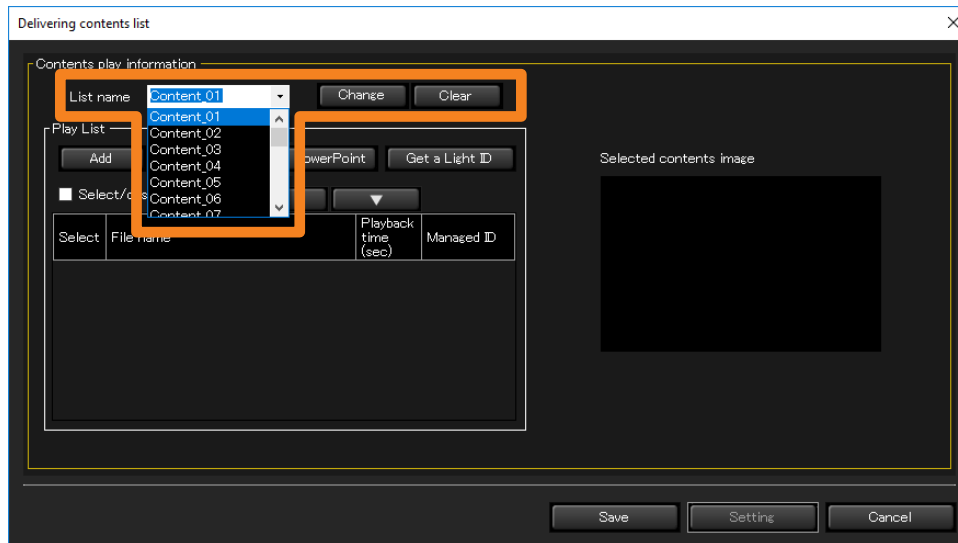 Delivering contents list
Contents play information
List name Content_01 Change Clear
Content_01
Content_02
Content_03
Content_04
Content_05
Content_06
Content_07
Play List
Add owerPoint Get a Light ID
Select/des ▼
Select File name Playback time (sec) Managed ID
Selected contents image
Save Setting Cancel